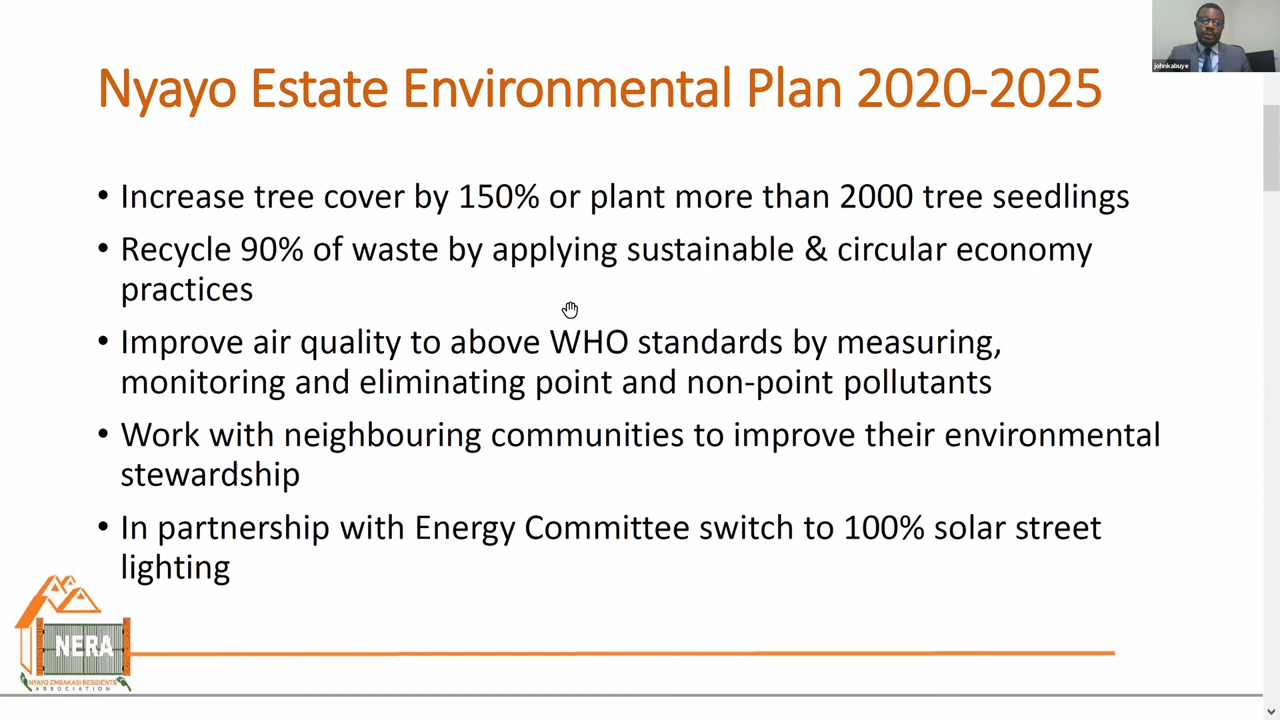 johnkabuye
Nyayo Estate Environmental Plan 2020-2025
• Increase tree cover by 150% or plant more than 2000 tree seedlings
• Recycle 90% of waste by applying sustainable & circular economy
practices
• Improve air quality to above WHO standards by measuring,
monitoring and eliminating point and non-point pollutants
• Work with neighbouring communities to improve their environmental
stewardship
• In partnership with Energy Committee switch to 100% solar street
lighting
NERA
NYAYO EMBAKASI RESIDENTS
ASSOCIATION